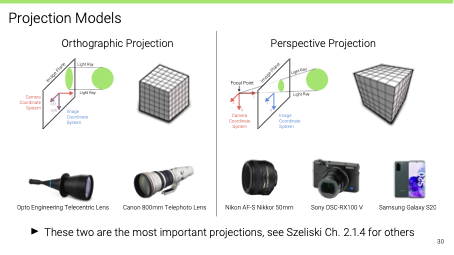 Projection Models
Orthographic Projection
Image Plane
Light Ray
Light Ray
Camera
Coordinate
System
Image
Coordinate
System
Opto Engineering Telecentric Lens
Canon 800mm Telephoto Lens
Perspective Projection
Image Plane
Light Ray
Focal Point
Light Ray
Camera
Coordinate
System
Image
Coordinate
System
Nikon AF-S Nikkor 50mm
Sony DSC-RX100 V
Samsung Galaxy S20
► These two are the most important projections, see Szeliski Ch. 2.1.4 for others
30